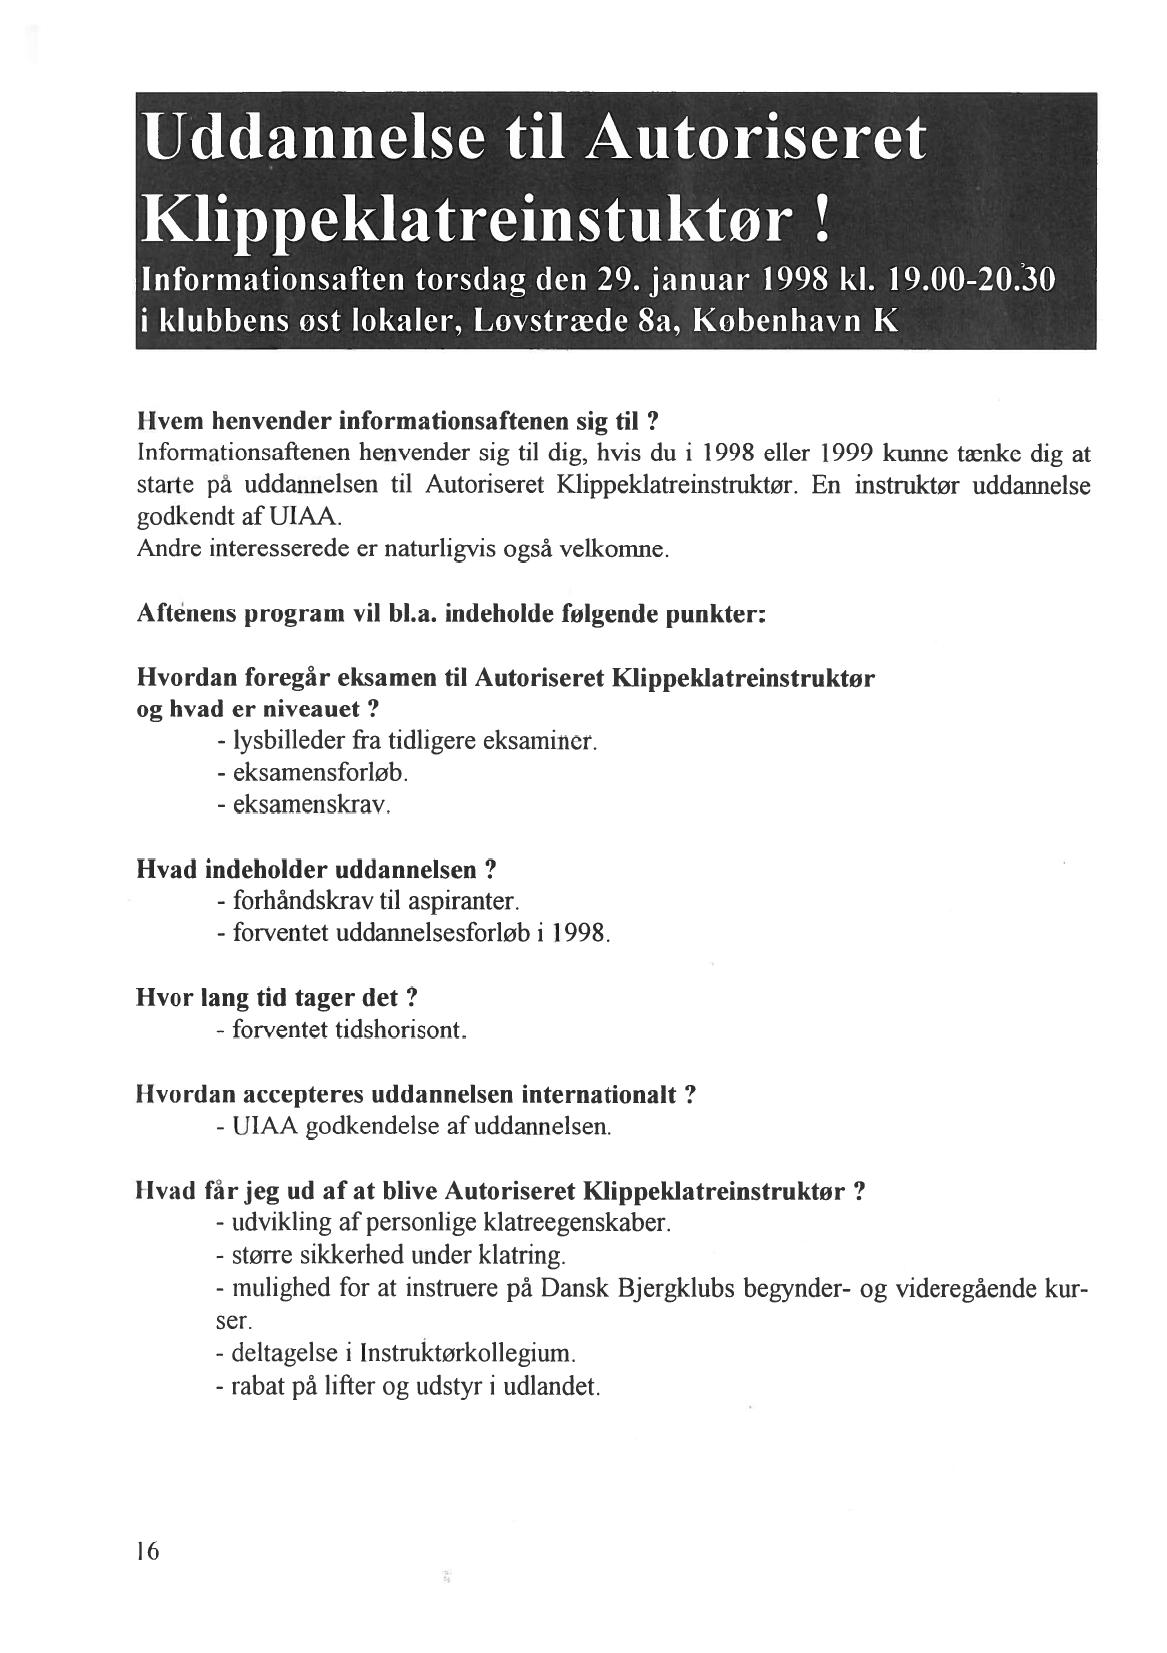 Uddannelse til Autoriseret
Klippeklatreinstuktør !
Informationsaften torsdag den 29. januar 1998 kl. 19.00-20.30
i klubbens øst lokaler, Løvstræde 8a, København K
Hvem henvender informationsaftenen sig til ?
Informationsaftenen henvender sig til dig, hvis du i 1998 eller 1999 kunne tænke dig at
starte på uddannelsen til Autoriseret Klippeklatreinstruktør. En instruktør uddannelse
godkendt af UIAA.
Andre interesserede er naturligvis også velkomne.
Aftenens program vil bl.a. indeholde følgende punkter:
Hvordan foregår eksamen til Autoriseret Klippeklatreinstruktør
og hvad er niveauet ?
- lysbilleder fra tidligere eksaminer.
- eksamensforløb.
- eksamenskrav.
Hvad indeholder uddannelsen ?
- forhåndskrav til aspiranter.
- forventet uddannelsesforløb i 1998.
Hvor lang tid tager det ?
- forventet tidshorisont.
Hvordan accepteres uddannelsen internationalt ?
- UIAA godkendelse af uddannelsen.
Hvad får jeg ud af at blive Autoriseret Klippeklatreinstruktør ?
- udvikling af personlige klatreegenskaber.
- større sikkerhed under klatring.
- mulighed for at instruere på Dansk Bjergklubs begynder- og videregående kur-
ser.
- deltagelse i Instruktørkollegium.
- rabat på lifter og udstyr i udlandet.
16